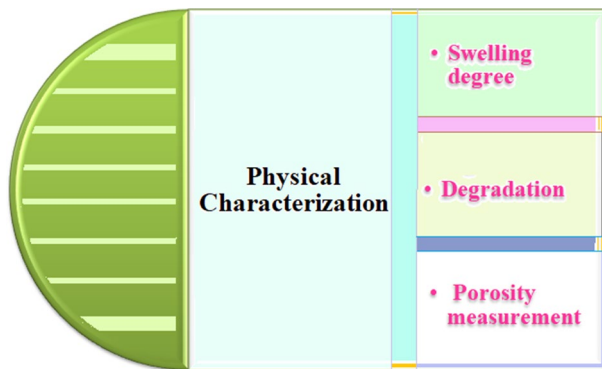 Physical
Characterization
• Swelling
degree
• Degradation
• Porosity
measurement